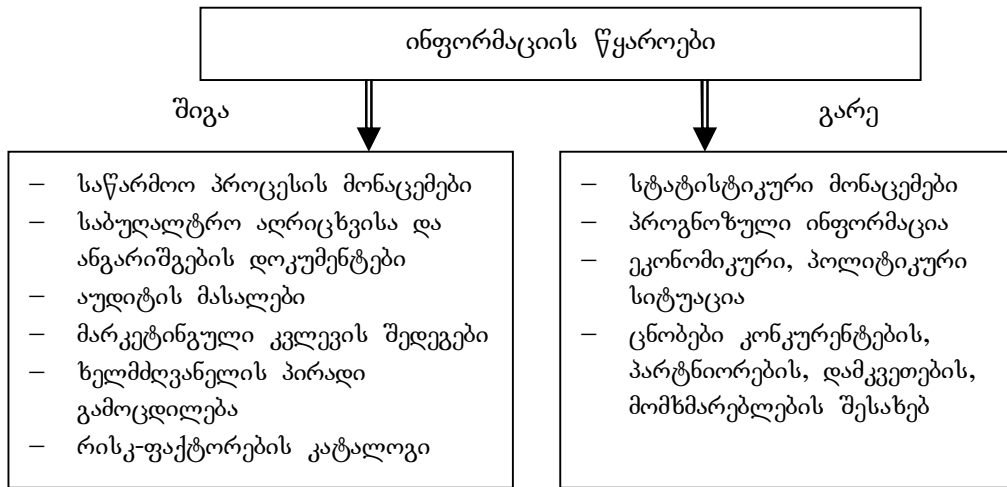 ინფორმაციის წყაროები
შიგა
გარე
– საწარმოო პროცესის მონაცემები
– საბუღალტრო აღრიცხვისა და
ანგარიშგების დოკუმენტები
– აუდიტის მასალები
– მარკეტინგული კვლევის შედეგები
– ხელმძღვანელის პირადი
გამოცდილება
– რისკ-ფაქტორების კატალოგი
– სტატისტიკური მონაცემები
– პროგნოზული ინფორმაცია
– ეკონომიკური, პოლიტიკური
სიტუაცია
– ცნობები კონკურენტების,
პარტნიორების, დამკვეთების,
მომხმარებლების შესახებ